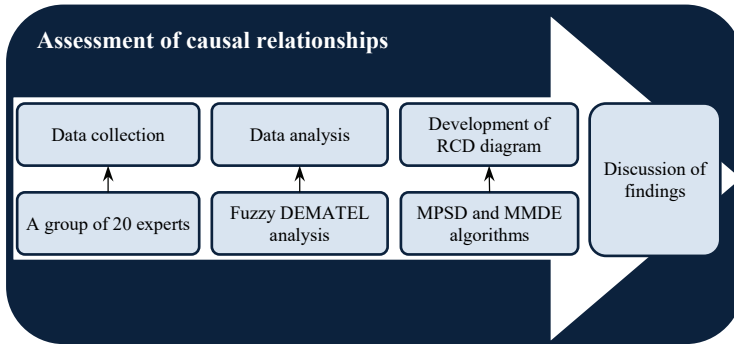 Assessment of causal relationships
Data collection
Data analysis
Development of
RCD diagram
Discussion of
findings
A group of 20 experts
Fuzzy DEMATEL
analysis
MPSD and MMDE
algorithms